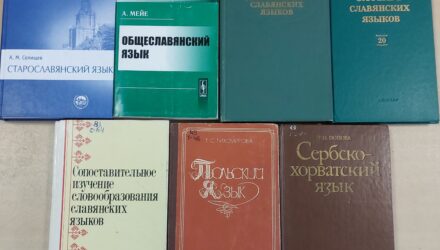 А. М. Селищев
СТАРОСЛАВЯНСКИЙ ЯЗЫК
А. МЕЙЕ
ОБЩЕСЛАВЯНСКИЙ
ЯЗЫК
СЛАВЯНСКИХ
ЯЗЫКОВ
СЛАВЯНСКИХ
ЯЗЫКОВ
20
Сопоставительное
изучение
словообразования
славянских
языков
Т. С. ТИХОМИРОВА
Польский
Язык
Сербско-
хорватский
язык